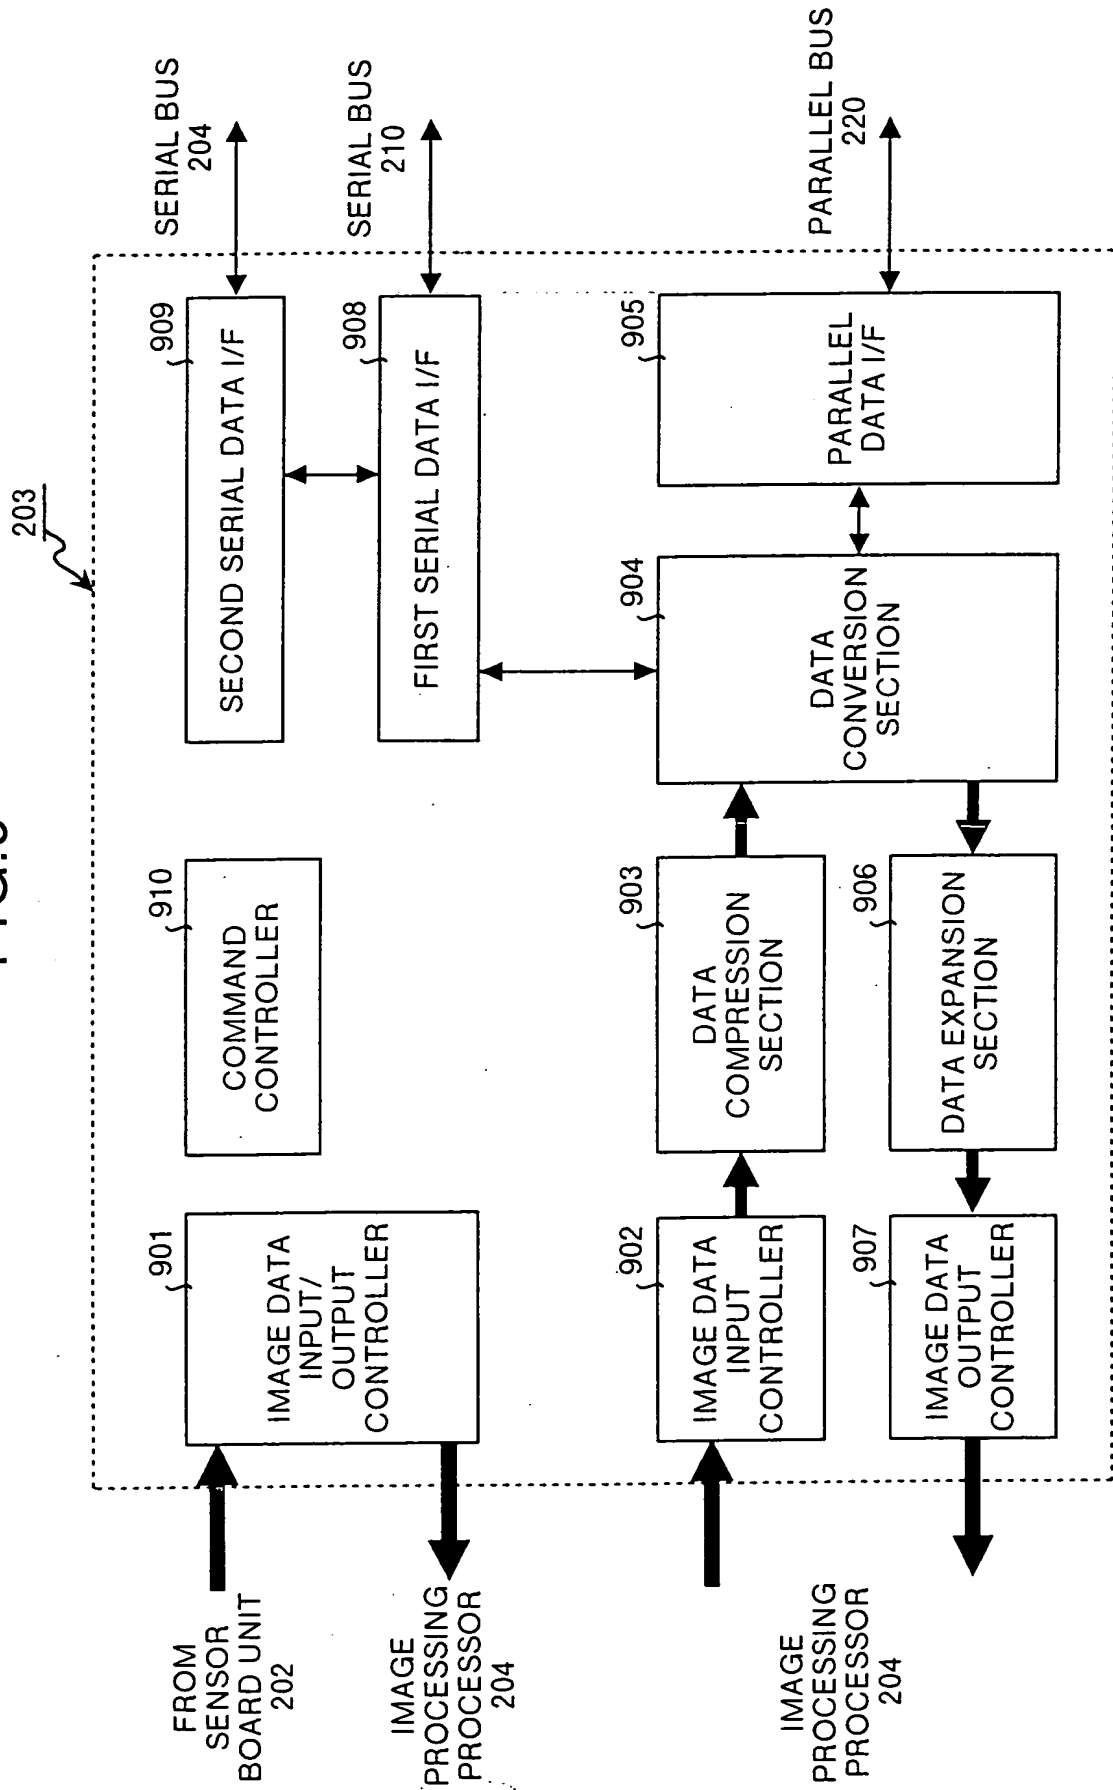 203
FROM
SENSOR
BOARD UNIT
202
901
IMAGE DATA
INPUT/
OUTPUT
CONTROLLER
910
COMMAND
CONTROLLER
909
SECOND SERIAL DATA I/F
SERIAL BUS
204
IMAGE
PROCESSING
PROCESSOR
204
908
FIRST SERIAL DATA I/F
SERIAL BUS
210
IMAGE
PROCESSING
PROCESSOR
204
902
IMAGE DATA
INPUT
CONTROLLER
903
DATA
COMPRESSION
SECTION
904
DATA
CONVERSION
SECTION
905
PARALLEL
DATA I/F
PARALLEL BUS
220
907
IMAGE DATA
OUTPUT
CONTROLLER
906
DATA EXPANSION
SECTION